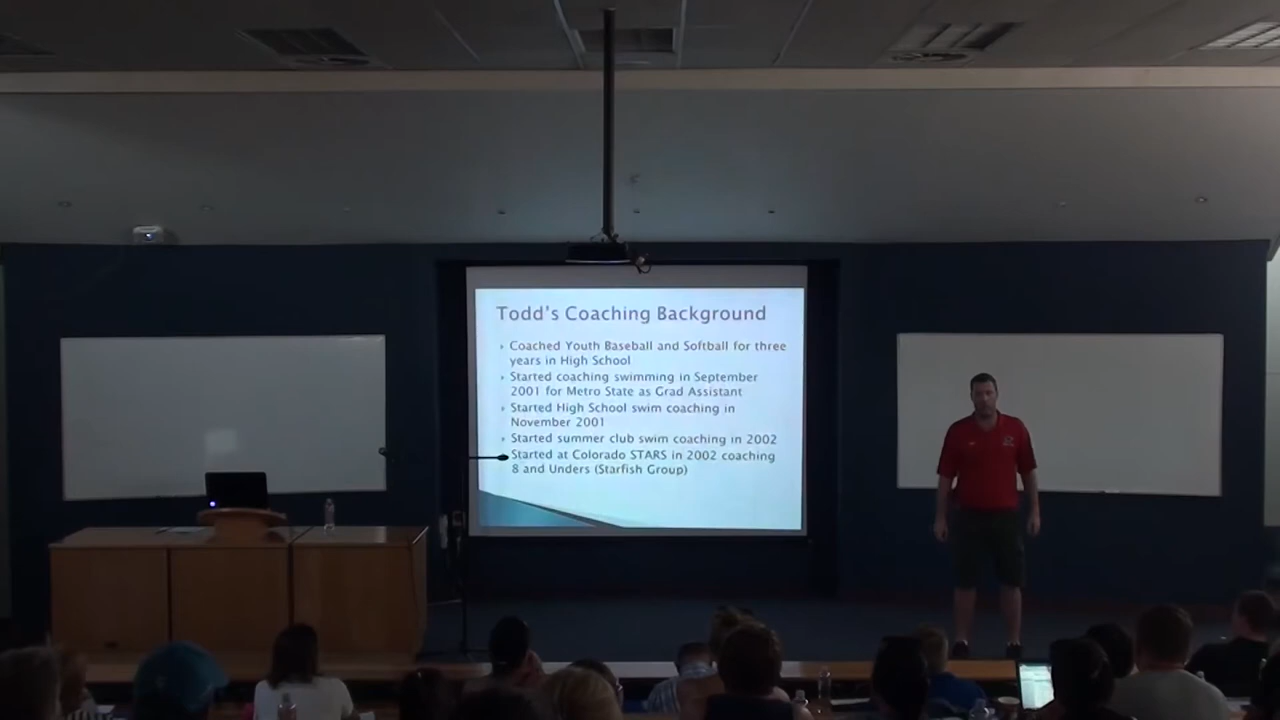 Todd's Coaching Background
Coached Youth Baseball and Softball for three
years in High School
Started coaching swimming in September
2001 for Metro State as Grad Assistant
Started High School swim coaching in
November 2001
Started summer club swim coaching in 2002
Started at Colorado STARS in 2002 coaching
8 and Unders (Starfish Group)